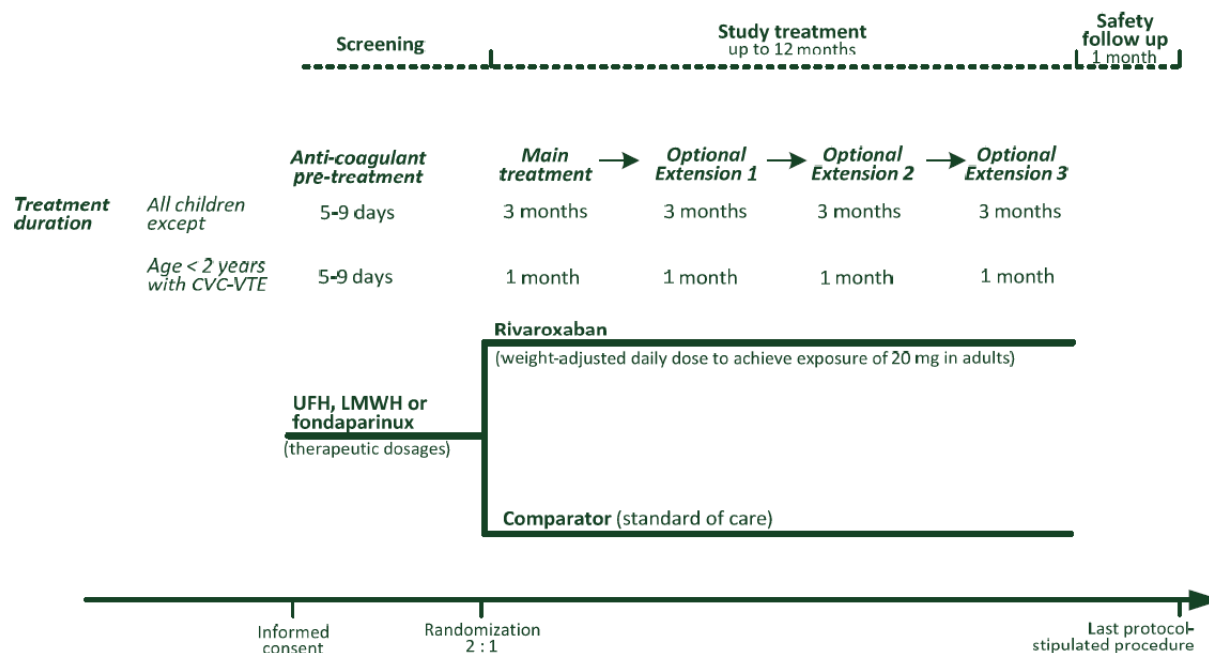 Screening
Study treatment
up to 12 months
Safety
follow up
1 month
Anti-coagulant
pre-treatment
Main
treatment
Optional
Extension 1
Optional
Extension 2
Optional
Extension 3
Treatment
duration
All children
except
5-9 days
3 months
3 months
3 months
3 months
Age < 2 years
with CVC-VTE
5-9 days
1 month
1 month
1 month
1 month
Rivaroxaban
(weight-adjusted daily dose to achieve exposure of 20 mg in adults)
UFH, LMWH or
fondaparinux
(therapeutic dosages)
Comparator (standard of care)
Informed
consent
Randomization
2 : 1
Last protocol-
stipulated procedure